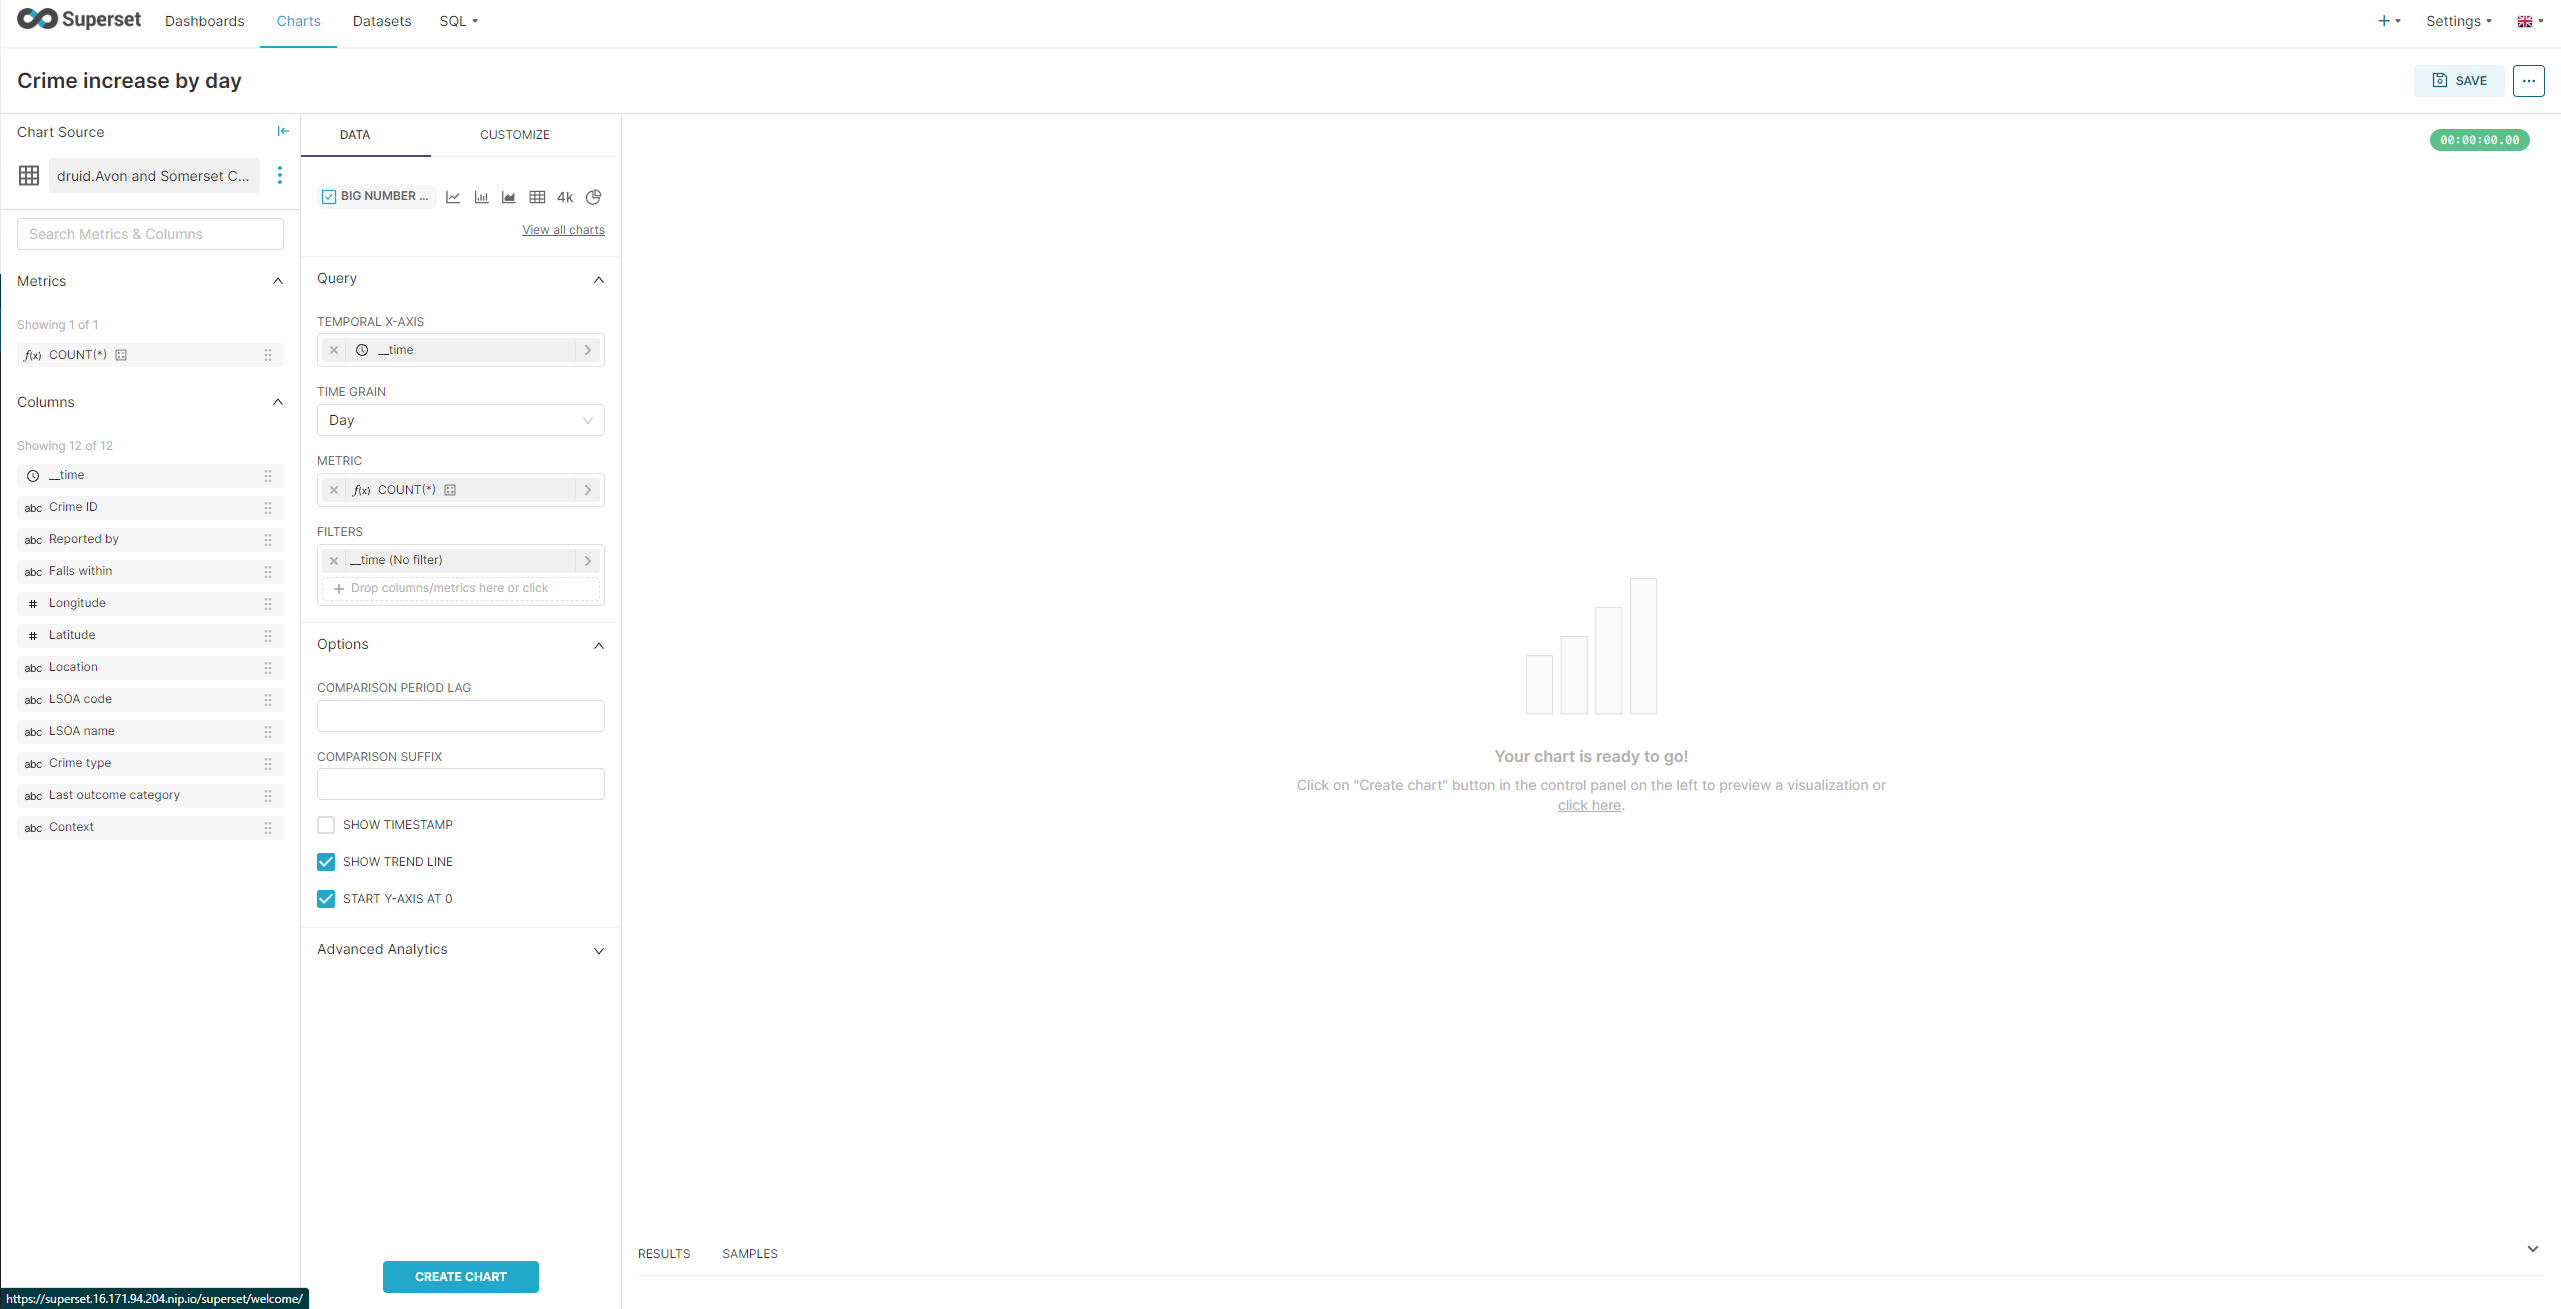 Superset
Dashboards
Charts
Datasets
SQL
Settings
Crime increase by day
SAVE
Chart Source
druid.Avon and Somerset C...
Search Metrics & Columns
Metrics
Showing 1 of 1
f(x) COUNT(*)
Columns
Showing 12 of 12
__time
abc Crime ID
abc Reported by
abc Falls within
# Longitude
# Latitude
abc Location
abc LSOA code
abc LSOA name
abc Crime type
abc Last outcome category
abc Context
https://superset.16.171.94.204.nip.io/superset/welcome/
DATA
CUSTOMIZE
BIG NUMBER ...
4k
View all charts
Query
TEMPORAL X-AXIS
__time
TIME GRAIN
Day
METRIC
f(x) COUNT(*)
FILTERS
__time (No filter)
Drop columns/metrics here or click
Options
COMPARISON PERIOD LAG
COMPARISON SUFFIX
SHOW TIMESTAMP
SHOW TREND LINE
START Y-AXIS AT 0
Advanced Analytics
CREATE CHART
00:00:00.00
Your chart is ready to go!
Click on "Create chart" button in the control panel on the left to preview a visualization or
click here.
RESULTS
SAMPLES